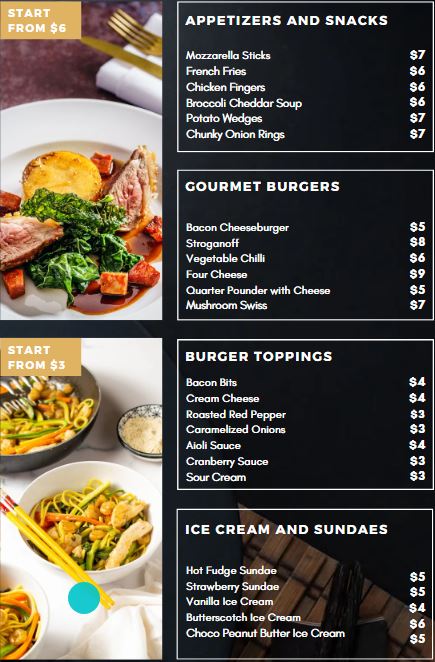 START
FROM $6
APPETIZERS AND SNACKS
Mozzarella Sticks $7
French Fries $6
Chicken Fingers $6
Broccoli Cheddar Soup $6
Potato Wedges $7
Chunky Onion Rings $7
GOURMET BURGERS
Bacon Cheeseburger $5
Stroganoff $8
Vegetable Chilli $6
Four Cheese $9
Quarter Pounder with Cheese $5
Mushroom Swiss $7
START
FROM $3
BURGER TOPPINGS
Bacon Bits $4
Cream Cheese $4
Roasted Red Pepper $3
Caramelized Onions $3
Aioli Sauce $4
Cranberry Sauce $3
Sour Cream $3
ICE CREAM AND SUNDAES
Hot Fudge Sundae $5
Strawberry Sundae $5
Vanilla Ice Cream $4
Butterscotch Ice Cream $6
Choco Peanut Butter Ice Cream $5